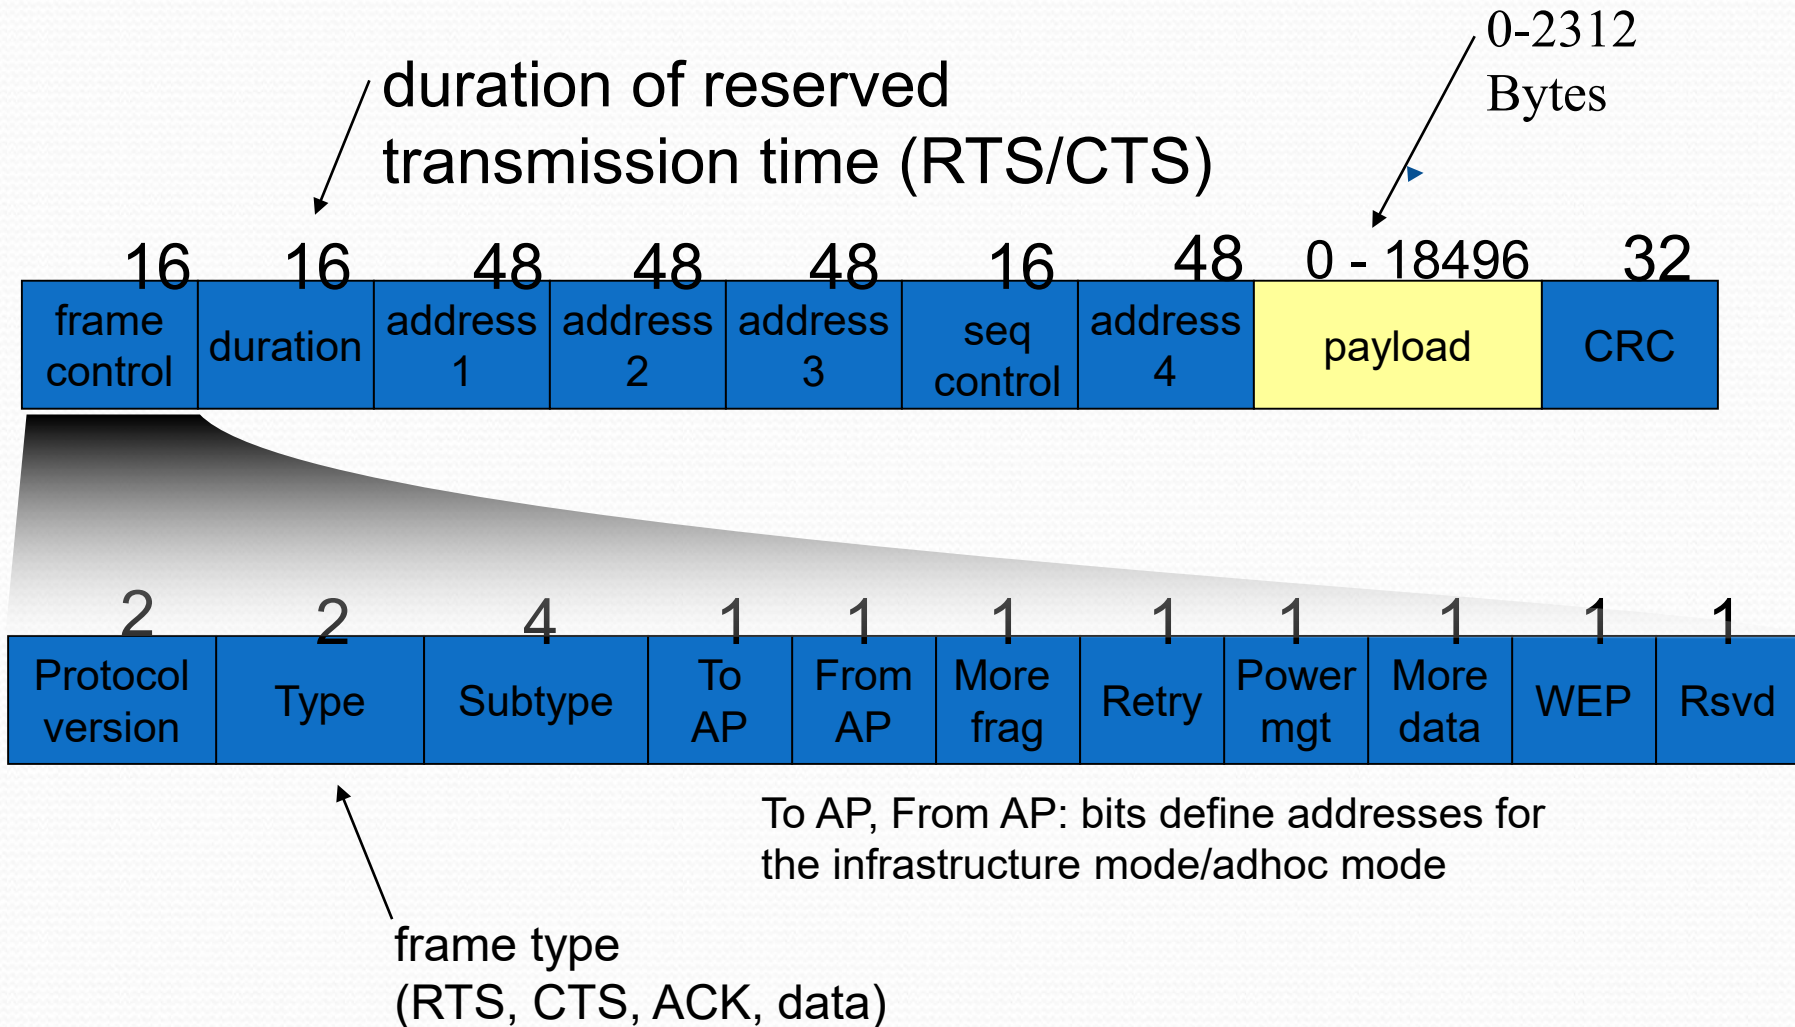 0-2312
Bytes
duration of reserved
transmission time (RTS/CTS)
16 16 48 48 48 16 48 0 - 18496 32
frame control
duration
address 1
address 2
address 3
seq control
address 4
payload
CRC
2 2 4 1 1 1 1 1 1 1 1
Protocol version
Type
Subtype
To AP
From AP
More frag
Retry
Power mgt
More data
WEP
Rsvd
To AP, From AP: bits define addresses for
the infrastructure mode/adhoc mode
frame type
(RTS, CTS, ACK, data)